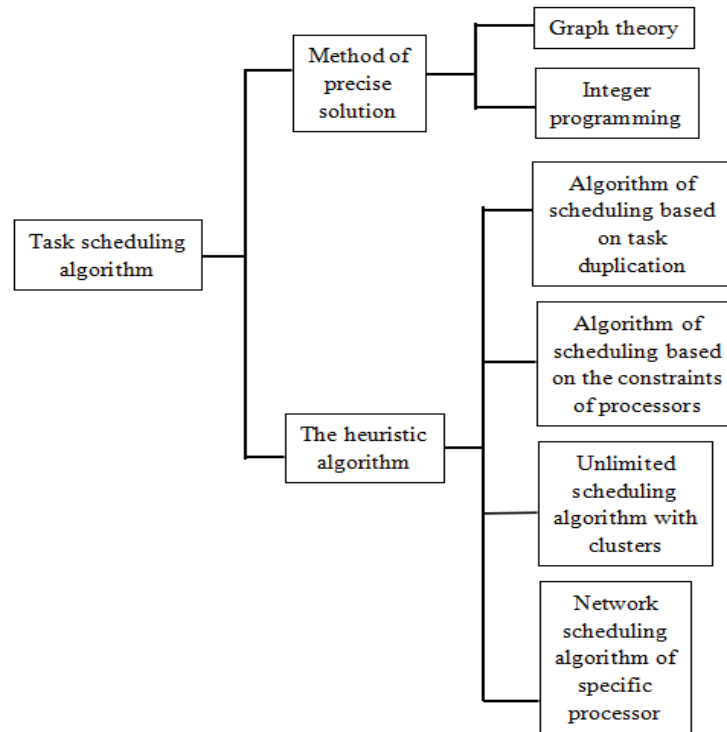 Task scheduling
algorithm
Method of
precise
solution
Graph theory
Integer
programming
The heuristic
algorithm
Algorithm of
scheduling based
on task
duplication
Algorithm of
scheduling based
on the constraints
of processors
Unlimited
scheduling
algorithm with
clusters
Network
scheduling
algorithm of
specific
processor